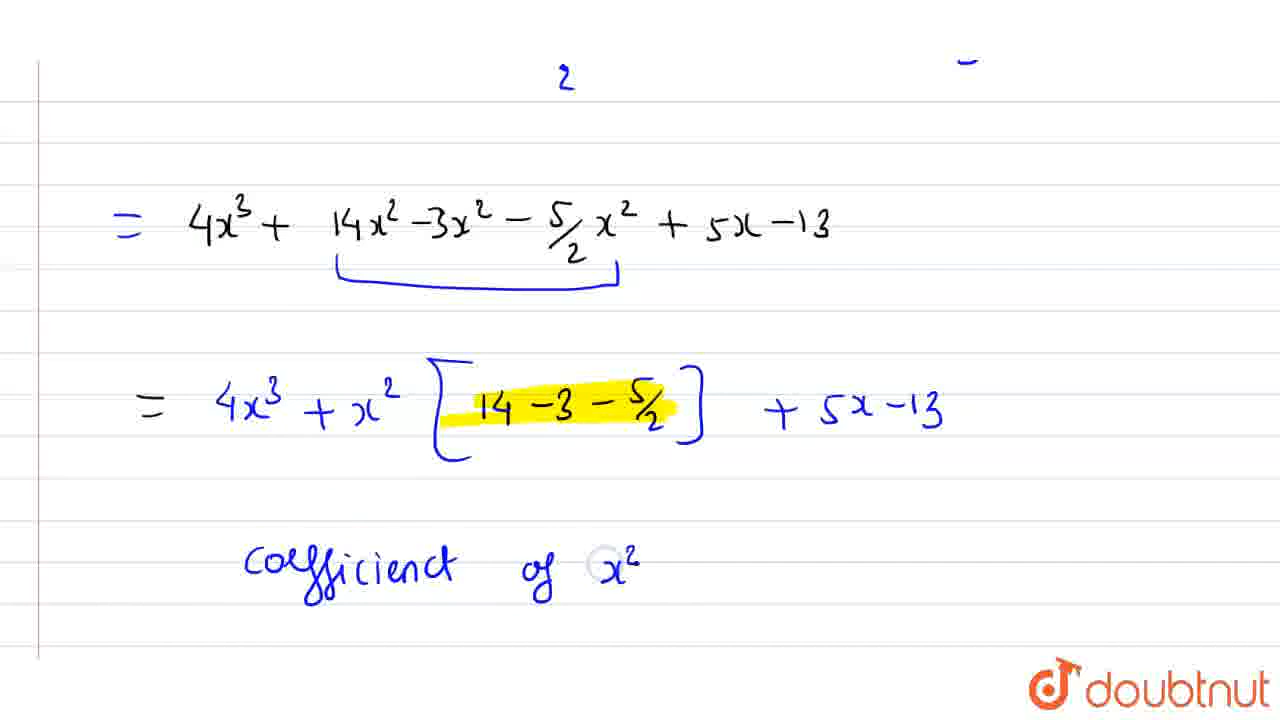 2
= 4x³ + 14x² - 3x² - 5/2 x² + 5x - 13
= 4x³ + x² [14 - 3 - 5/2] + 5x - 13
coefficient of x²
doubtnut